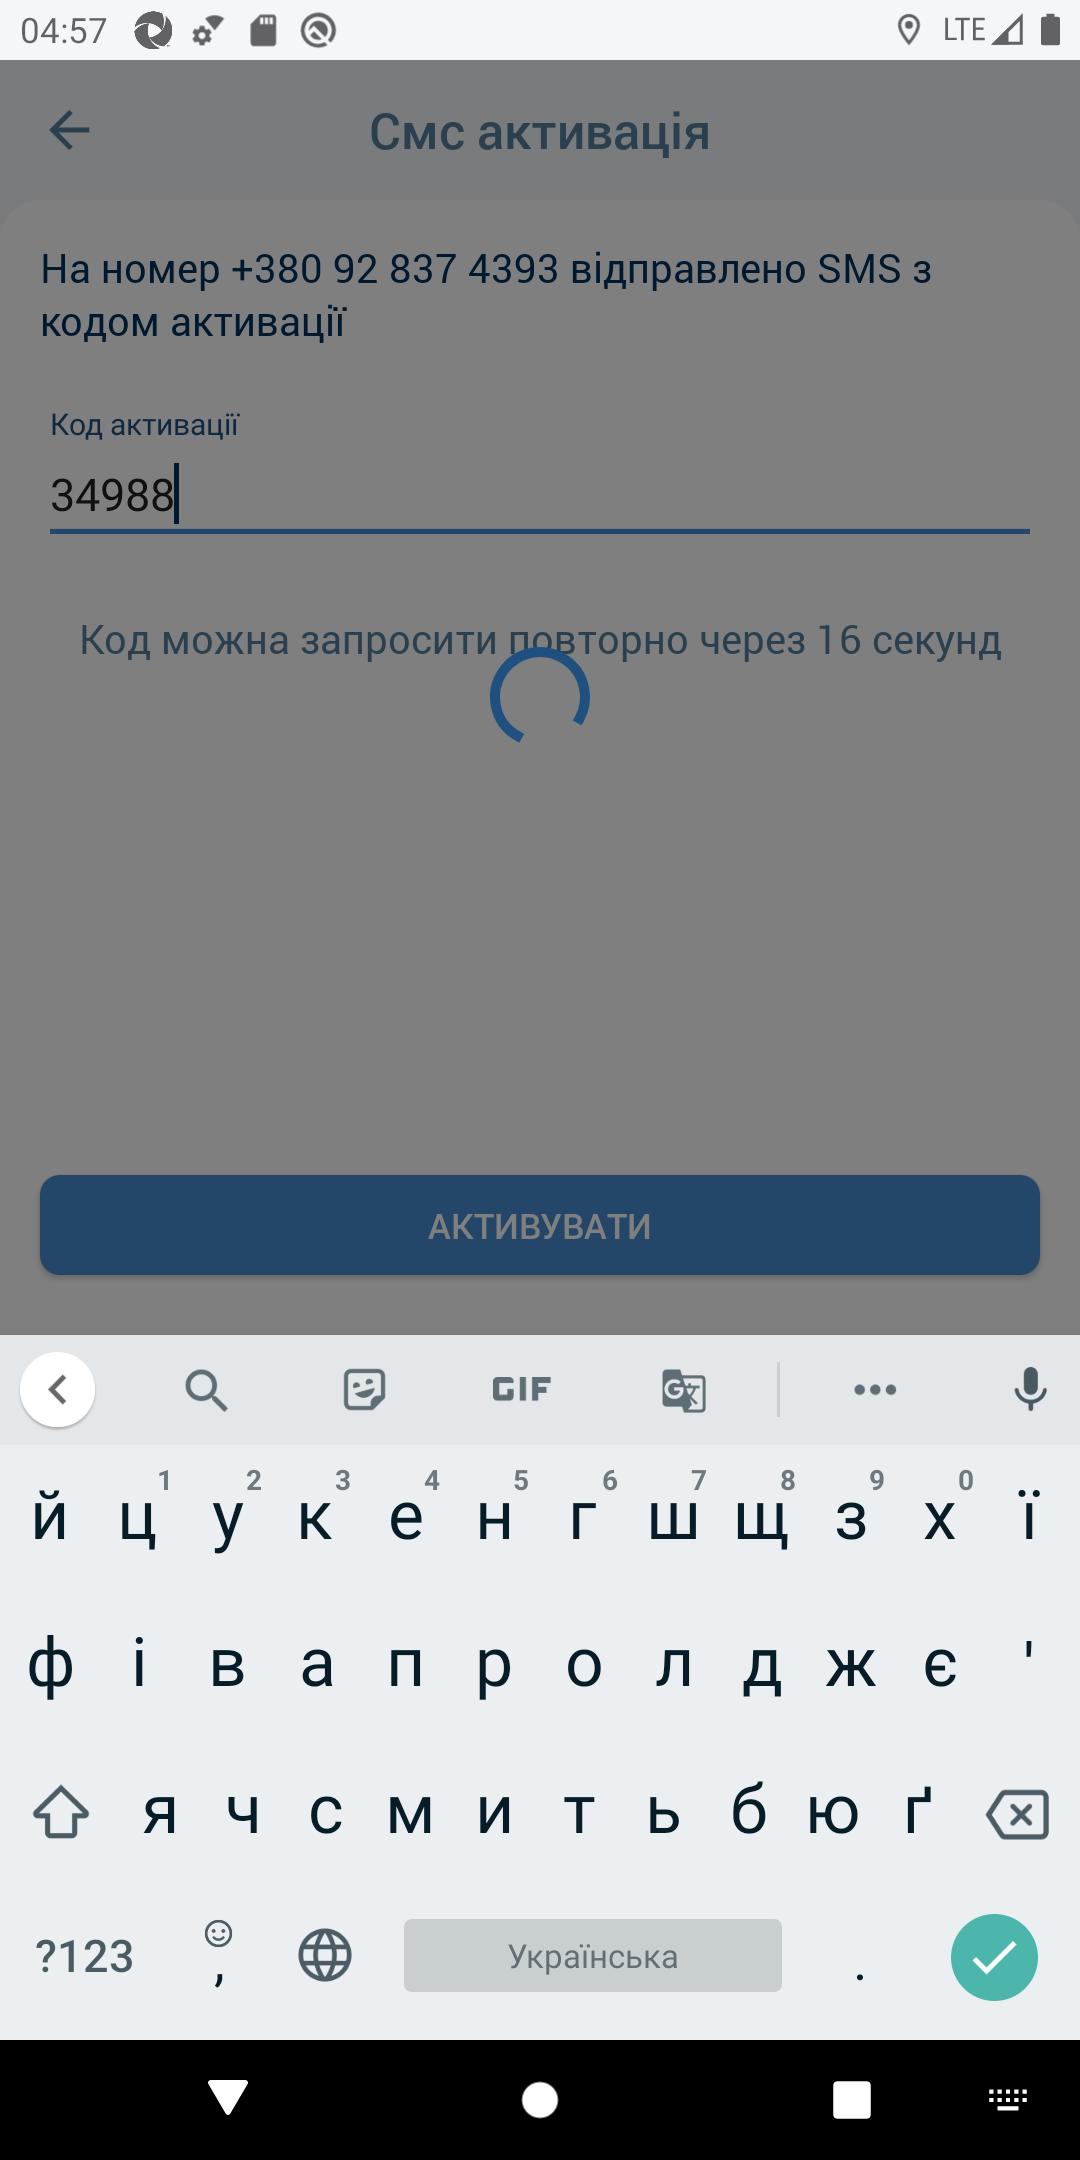 04:57
LTE
Смс активація
На номер +380 92 837 4393 відправлено SMS з
кодом активації
Код активації
34988
Код можна запросити повторно через 16 секунд
АКТИВУВАТИ
GIF
1 2 3 4 5 6 7 8 9 0
й ц у к е н г ш щ з х ї
ф і в а п р о л д ж є '
я ч с м и т ь б ю ґ
?123 , Українська .